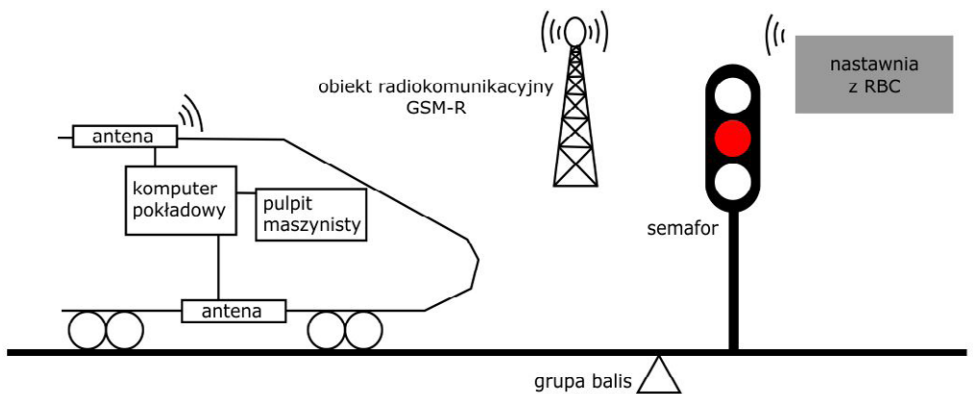 obiekt radiokomunikacyjny
GSM-R
nastawnia
z RBC
antena
komputer
pokładowy
pulpit
maszynisty
semafor
antena
grupa balis